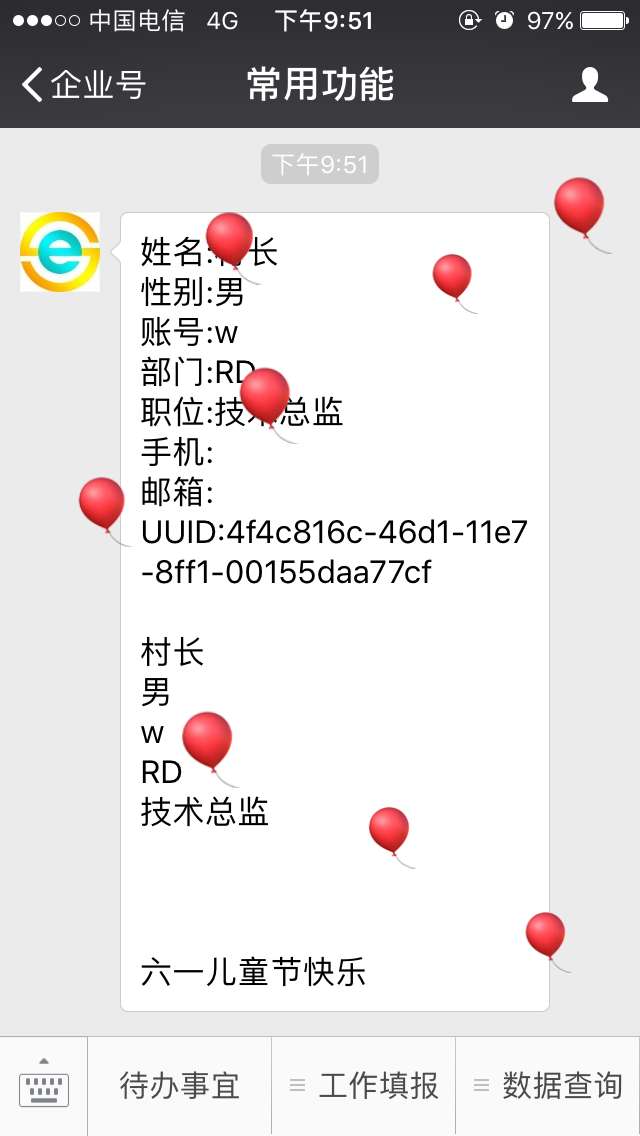 中国电信 4G 下午9:51 97%
企业号 常用功能
下午9:51
姓名:村长
性别:男
账号:w
部门:RD
职位:技术总监
手机:
邮箱:
UUID:4f4c816c-46d1-11e7
-8ff1-00155daa77cf
村长
男
w
RD
技术总监
六一儿童节快乐
待办事宜 工作填报 数据查询